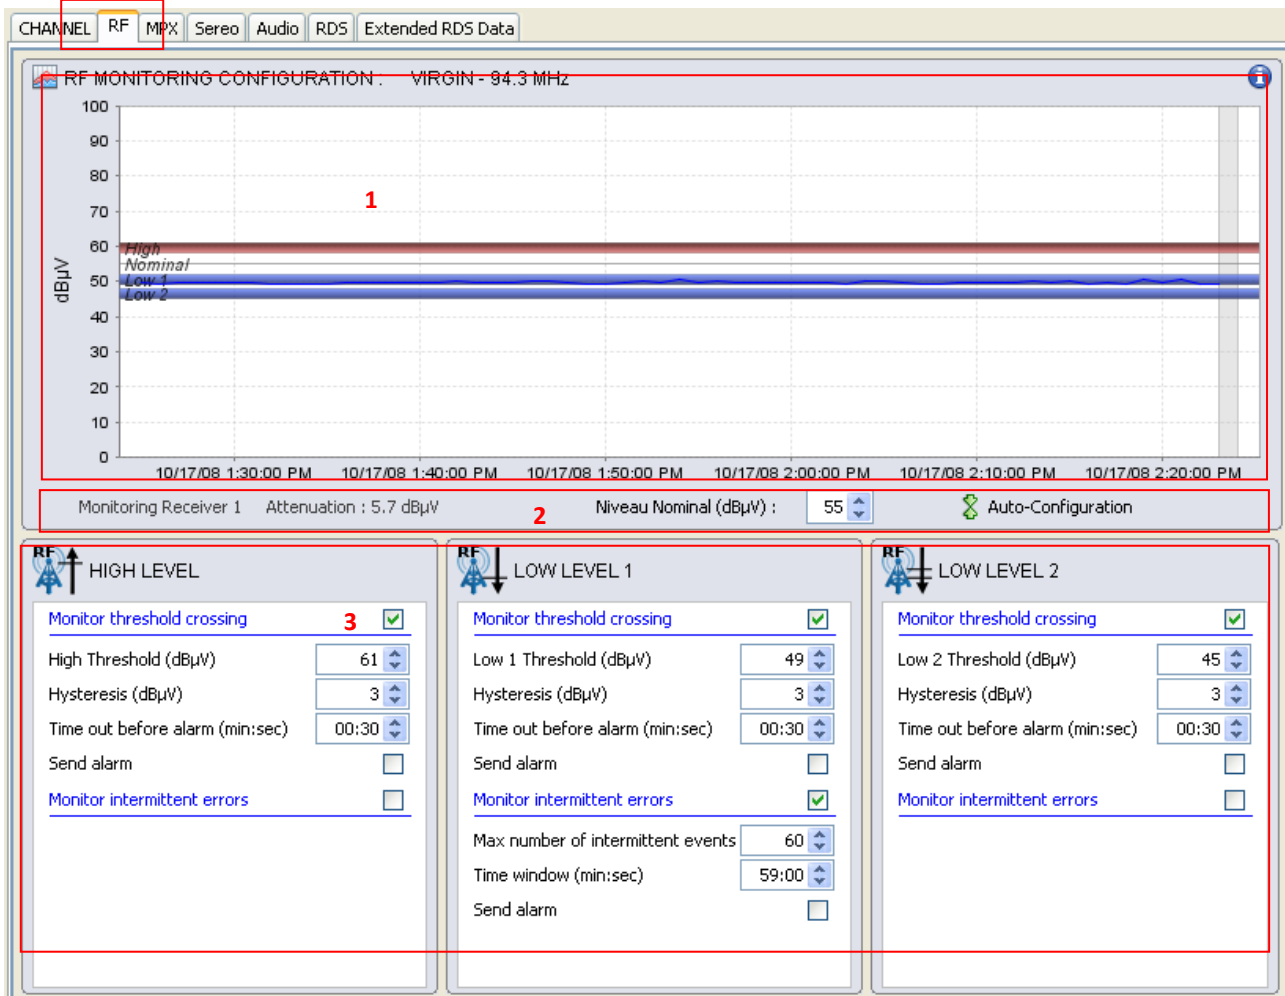 CHANNEL RF MPX Sereo Audio RDS Extended RDS Data
RF MONITORING CONFIGURATION : VIRGIN - 94.3 MHz
100
90
80
1
70
60
High
Nominal
50
Low 1
Low 2
dBµV
40
30
20
10
0
10/17/08 1:30:00 PM 10/17/08 1:40:00 PM 10/17/08 1:50:00 PM 10/17/08 2:00:00 PM 10/17/08 2:10:00 PM 10/17/08 2:20:00 PM
Monitoring Receiver 1 Attenuation : 5.7 dBµV 2 Niveau Nominal (dBµV) : 55 Auto-Configuration
RF HIGH LEVEL
Monitor threshold crossing 3
High Threshold (dBµV) 61
Hysteresis (dBµV) 3
Time out before alarm (min:sec) 00:30
Send alarm
Monitor intermittent errors
RF LOW LEVEL 1
Monitor threshold crossing
Low 1 Threshold (dBµV) 49
Hysteresis (dBµV) 3
Time out before alarm (min:sec) 00:30
Send alarm
Monitor intermittent errors
Max number of intermittent events 60
Time window (min:sec) 59:00
Send alarm
RF LOW LEVEL 2
Monitor threshold crossing
Low 2 Threshold (dBµV) 45
Hysteresis (dBµV) 3
Time out before alarm (min:sec) 00:30
Send alarm
Monitor intermittent errors